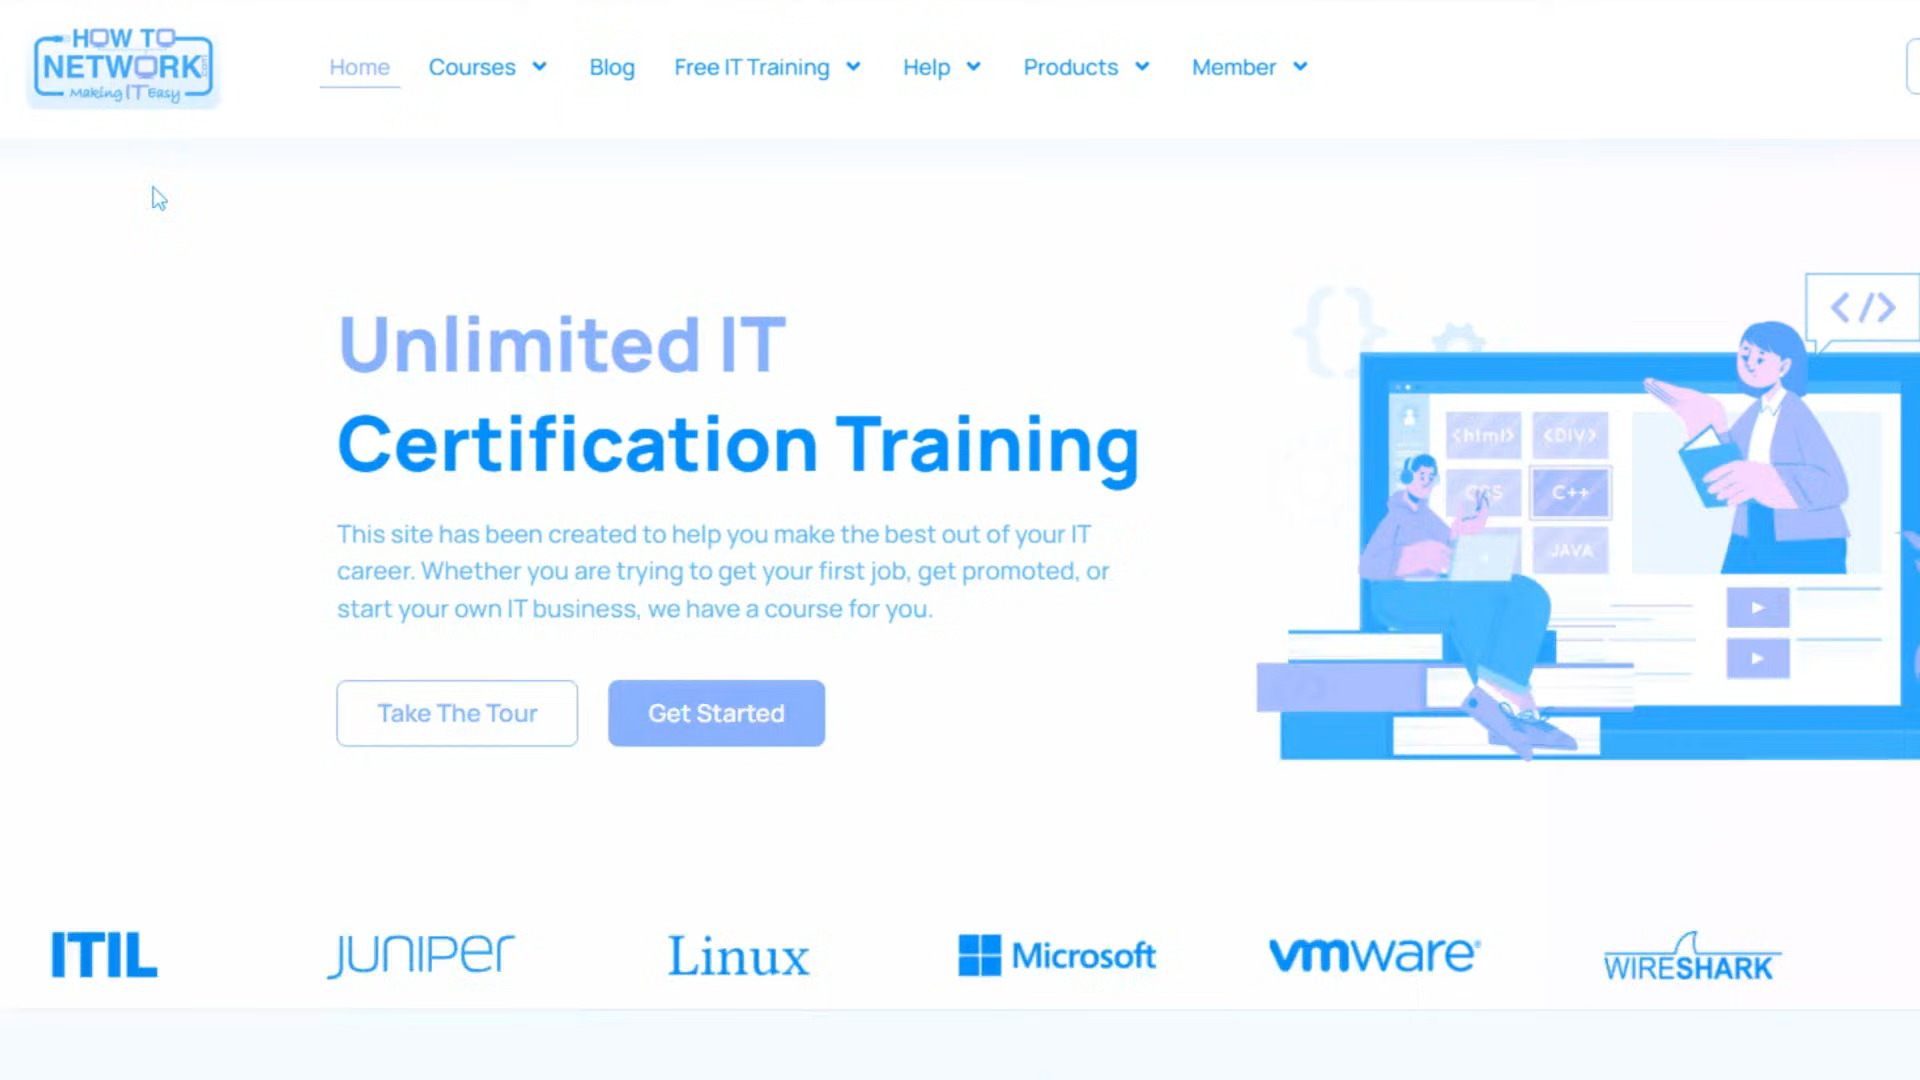 HOW TO
NETWORK.com
Making IT Easy
Home Courses Blog Free IT Training Help Products Member
Unlimited IT
Certification Training
This site has been created to help you make the best out of your IT
career. Whether you are trying to get your first job, get promoted, or
start your own IT business, we have a course for you.
Take The Tour Get Started
</>
{}
<html> <DIV>
CSS C++
JAVA
ITIL JUNIPer Linux Microsoft vmware® WIRESHARK